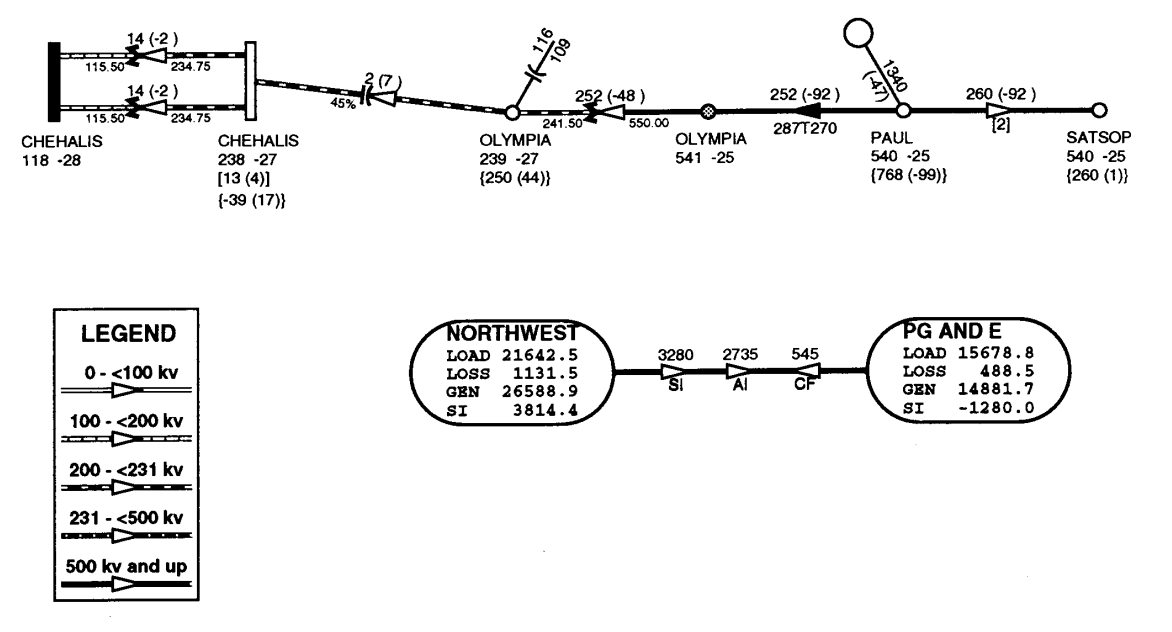 14 (-2 )
115.50 234.75
14 (-2)
115.50 234.75
CHEHALIS
118 -28
CHEHALIS
238 -27
[13 (4)]
{-39 (17)}
2 (7 )
45%
116
109
OLYMPIA
239 -27
{250 (44)}
252 (-48 )
241.50 550.00
OLYMPIA
541 -25
252 (-92 )
287T270
1340
(-47)
PAUL
540 -25
{768 (-99)}
260 (-92 )
[2]
SATSOP
540 -25
{260 (1)}
LEGEND
0 - <100 kv
100 - <200 kv
200 - <231 kv
231 - <500 kv
500 kv and up
NORTHWEST
LOAD 21642.5
LOSS 1131.5
GEN 26588.9
SI 3814.4
3280 2735 545
SI AI CF
PG AND E
LOAD 15678.8
LOSS 488.5
GEN 14881.7
SI -1280.0